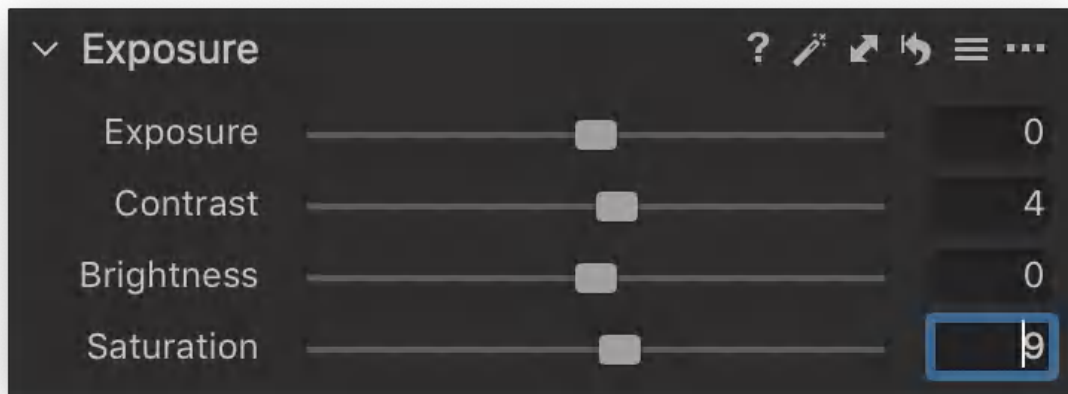 Exposure ?
Exposure 0
Contrast 4
Brightness 0
Saturation 9